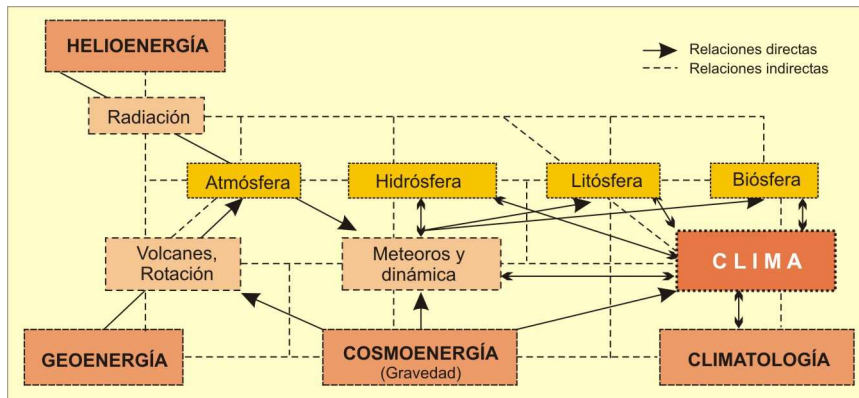 HELIOENERGÍA
Relaciones directas
Relaciones indirectas
Radiación
Atmósfera
Hidrósfera
Litósfera
Biósfera
Volcanes,
Rotación
Meteoros y
dinámica
CLIMA
GEOENERGÍA
COSMOENERGÍA
(Gravedad)
CLIMATOLOGÍA